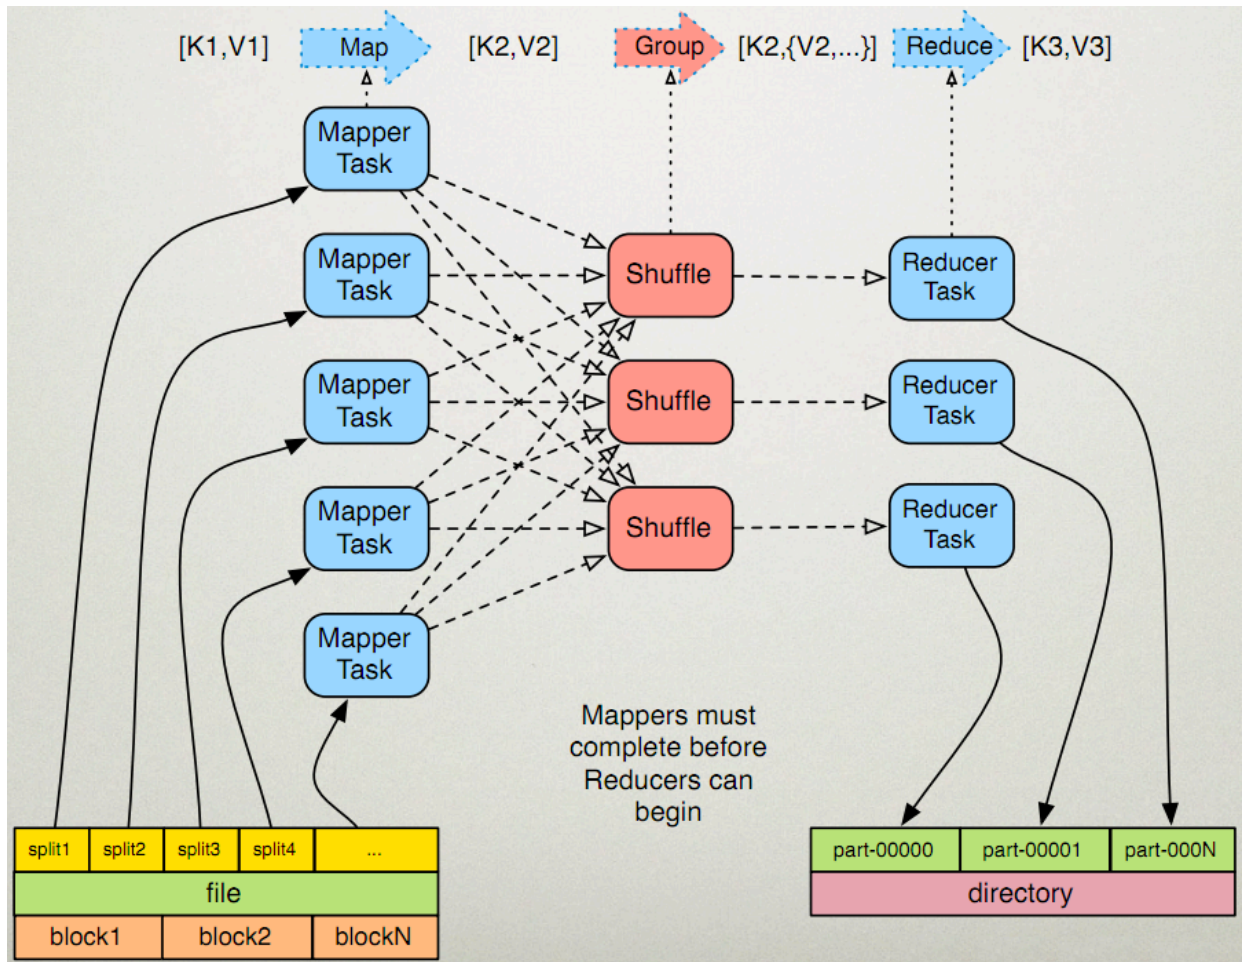 [K1,V1] Map [K2,V2] Group [K2,{V2,...}] Reduce [K3,V3]
Mapper
Task
Mapper
Task
Mapper
Task
Mapper
Task
Mapper
Task
Shuffle
Shuffle
Shuffle
Reducer
Task
Reducer
Task
Reducer
Task
Mappers must
complete before
Reducers can
begin
split1 split2 split3 split4 ...
file
block1 block2 blockN
part-00000 part-00001 part-000N
directory